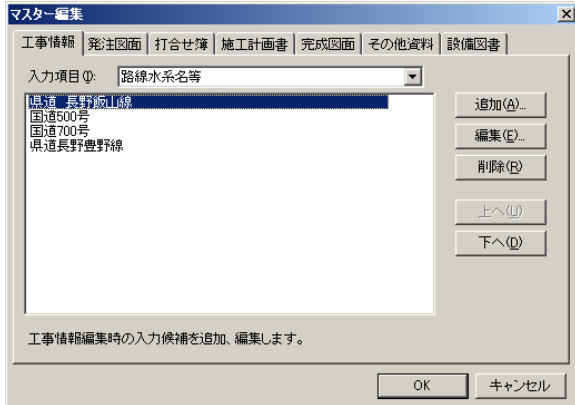 マスター編集
工事情報 発注図面 打合せ簿 施工計画書 完成図面 その他資料 設備図書
入力項目(I): 路線水系名等
県道 長野飯山線
国道500号
国道700号
県道長野豊野線
追加(A)...
編集(E)...
削除(R)
上へ(U)
下へ(D)
工事情報編集時の入力候補を追加、編集します。
OK キャンセル